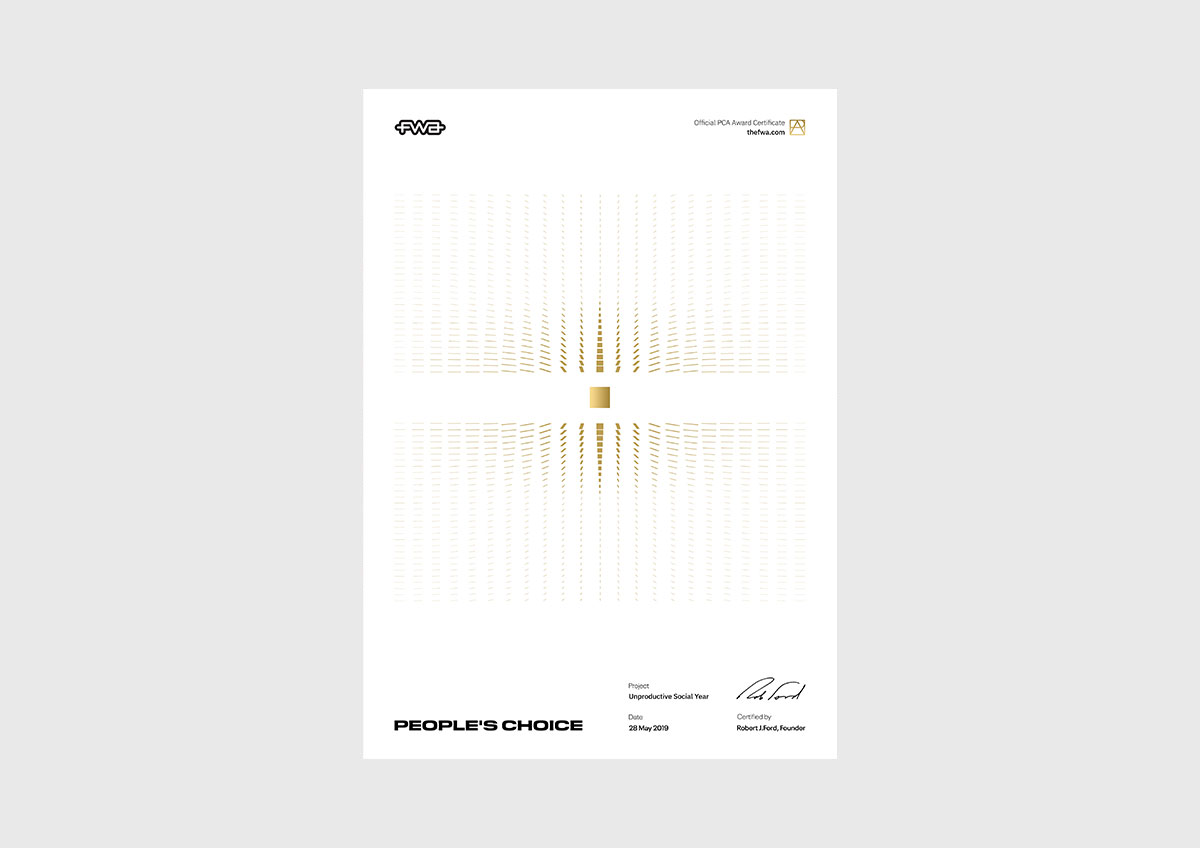 FWA
Official PCA Award Certificate
thefwa.com
Project
Unproductive Social Year
Rob Ford
Date
28 May 2019
Certified by
Robert J.Ford, Founder
PEOPLE'S CHOICE